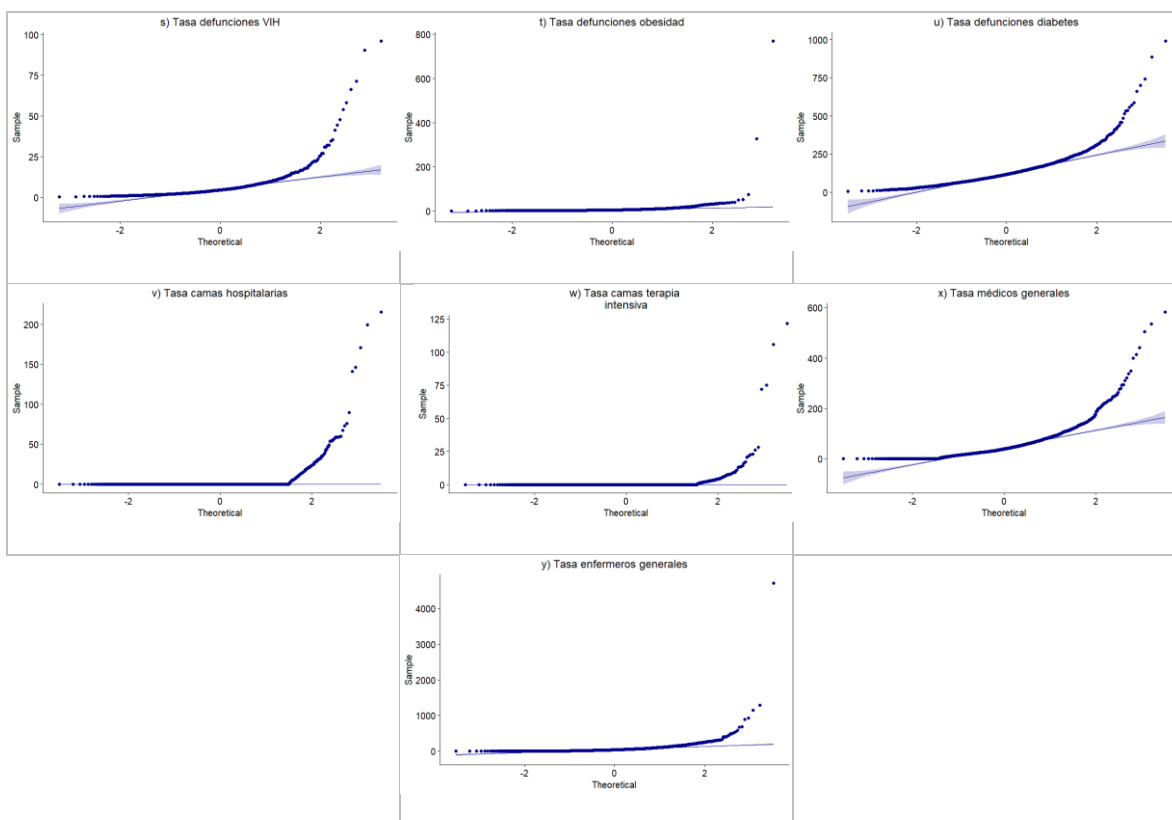 s) Tasa defunciones VIH
100
75
50
25
0
Sample
-2
0
2
Theoretical
t) Tasa defunciones obesidad
800
600
400
200
0
Sample
-2
0
2
Theoretical
u) Tasa defunciones diabetes
1000
750
500
250
0
Sample
-2
0
2
Theoretical
v) Tasa camas hospitalarias
200
150
100
50
0
Sample
-2
0
2
Theoretical
w) Tasa camas terapia
intensiva
125
100
75
50
25
0
Sample
-2
0
2
Theoretical
x) Tasa médicos generales
600
400
200
0
Sample
-2
0
2
Theoretical
y) Tasa enfermeros generales
4000
3000
2000
1000
0
Sample
-2
0
2
Theoretical